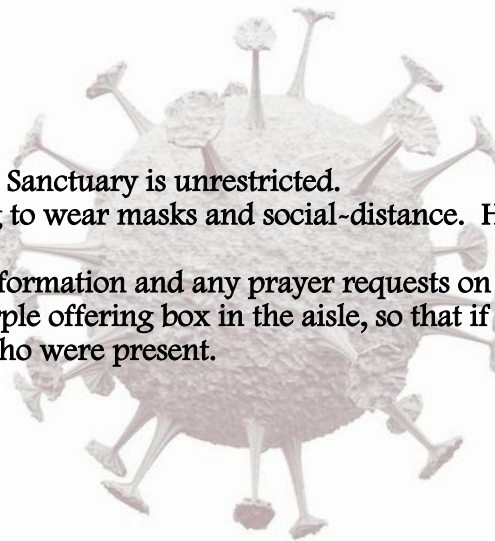 Sanctuary is unrestricted.
to wear masks and social-distance. H
formation and any prayer requests on
ple offering box in the aisle, so that if
ho were present.